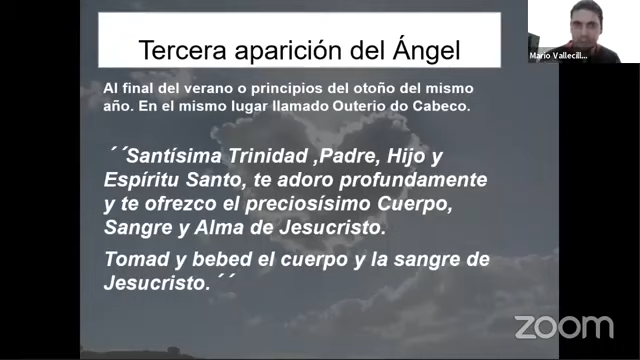 Tercera aparición del Ángel
Al final del verano o principios del otoño del mismo
año. En el mismo lugar llamado Outerio do Cabeco.
´´Santísima Trinidad ,Padre, Hijo y
Espíritu Santo, te adoro profundamente
y te ofrezco el preciosísimo Cuerpo,
Sangre y Alma de Jesucristo.
Tomad y bebed el cuerpo y la sangre de
Jesucristo.´´
Mario Vallecill...
zoom